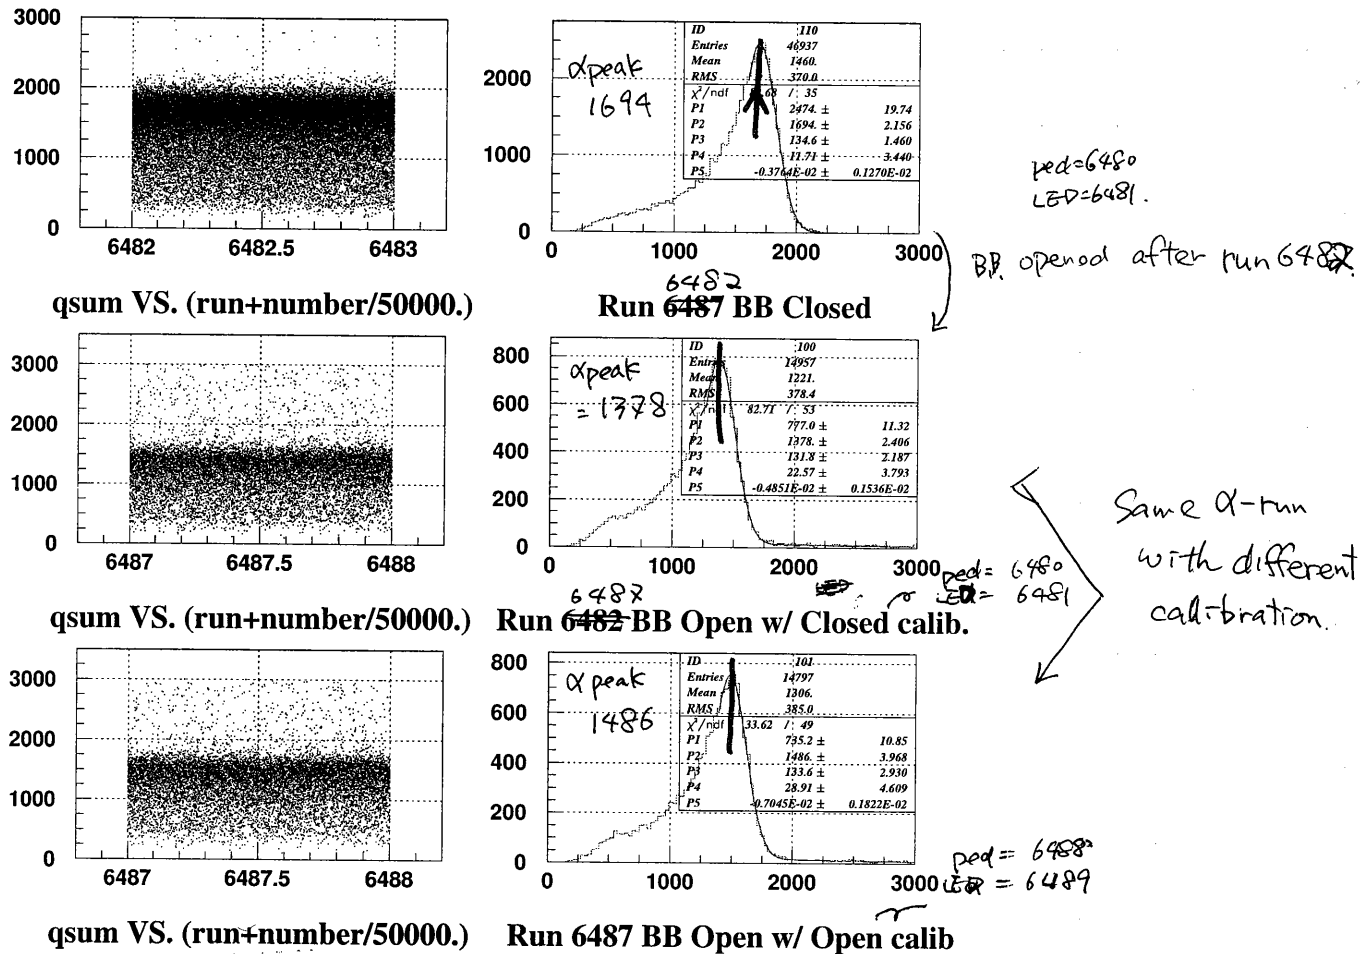 3000
2000
1000
0
6482 6482.5 6483
qsum VS. (run+number/50000.)
2000
1000
0
0 1000 2000 3000
αpeak
1694
ID 110
Entries 46937
Mean 1460.
RMS 370.0
χ²/ndf .68 / 35
P1 2474. ± 19.74
P2 1694. ± 2.156
P3 134.6 ± 1.460
P4 11.71 ± 3.440
P5 -0.3764E-02 ± 0.1270E-02
6482
Run 6487 BB Closed
ped=6480
LED=6481.
BB. opened after run 6482.
3000
2000
1000
0
6487 6487.5 6488
qsum VS. (run+number/50000.)
800
600
400
200
0
0 1000 2000 3000
αpeak
=1378
ID 100
Entries 14957
Mean 1221.
RMS 378.4
χ²/ndf 82.71 / 53
P1 777.0 ± 11.32
P2 1378. ± 2.406
P3 131.8 ± 2.187
P4 22.57 ± 3.793
P5 -0.4851E-02 ± 0.1536E-02
ped= 6480
LED= 6481
6487
Run 6482 BB Open w/ Closed calib.
Same α-run
with different
calibration.
3000
2000
1000
0
6487 6487.5 6488
qsum VS. (run+number/50000.)
800
600
400
200
0
0 1000 2000 3000
αpeak
1486
ID 101
Entries 14797
Mean 1306.
RMS 385.0
χ²/ndf 33.62 / 49
P1 735.2 ± 10.85
P2 1486. ± 3.968
P3 133.6 ± 2.930
P4 28.91 ± 4.609
P5 -0.7045E-02 ± 0.1822E-02
ped= 6488
LED = 6489
Run 6487 BB Open w/ Open calib